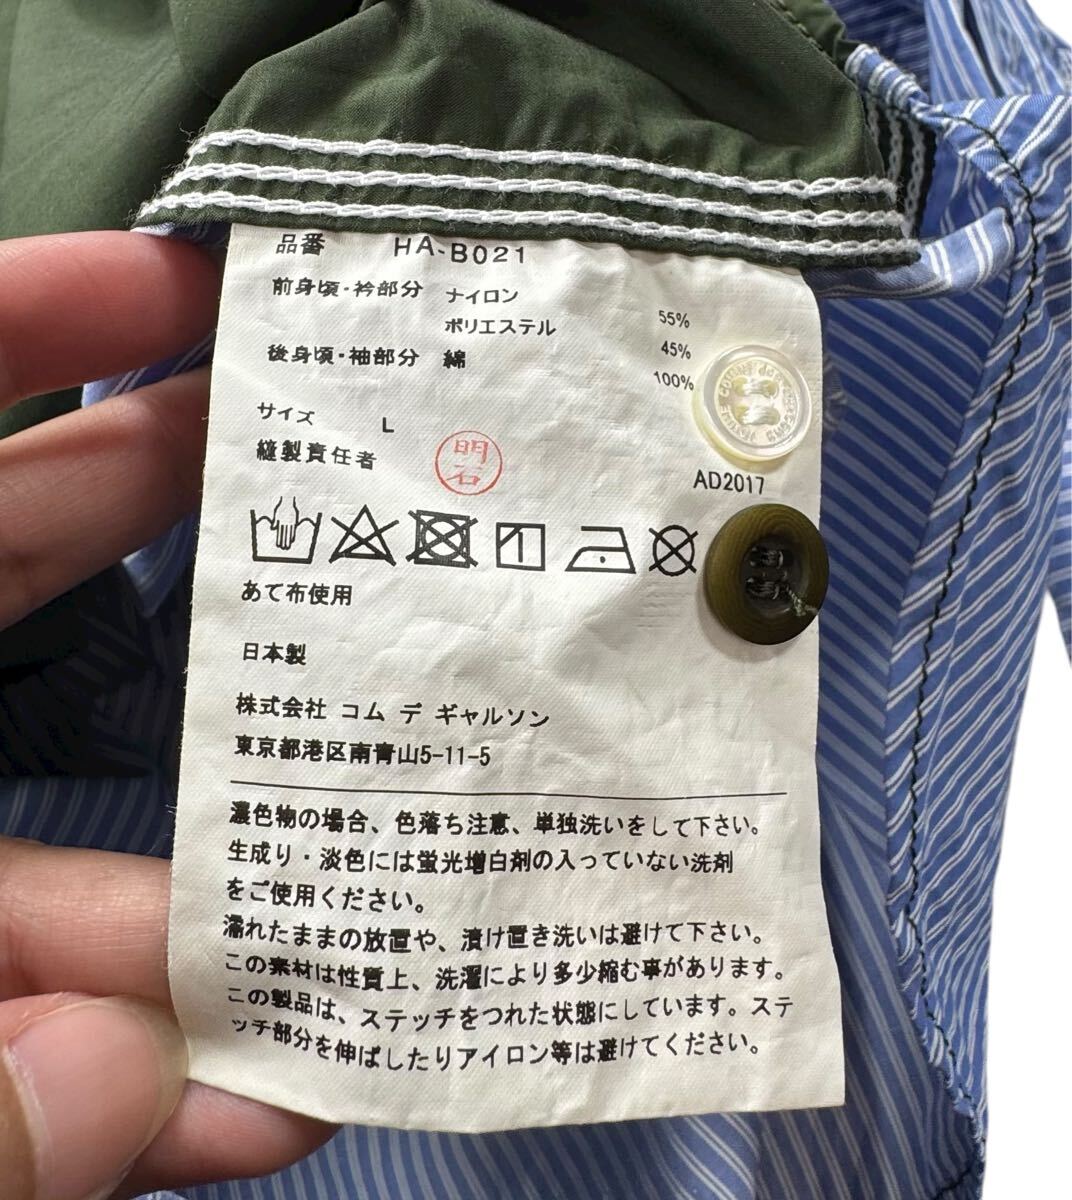 品番 HA-B021
前身頃・衿部分 ナイロン 55%
ポリエステル 45%
後身頃・袖部分 綿 100%
サイズ L
縫製責任者 明石
AD2017
あて布使用
日本製
株式会社 コム デ ギャルソン
東京都港区南青山5-11-5
濃色物の場合、色落ち注意、単独洗いをして下さい。
生成り・淡色には蛍光増白剤の入っていない洗剤
をご使用ください。
濡れたままの放置や、漬け置き洗いは避けて下さい。
この素材は性質上、洗濯により多少縮む事があります。
この製品は、ステッチをつれた状態にしています。ステ
ッチ部分を伸ばしたりアイロン等は避けてください。